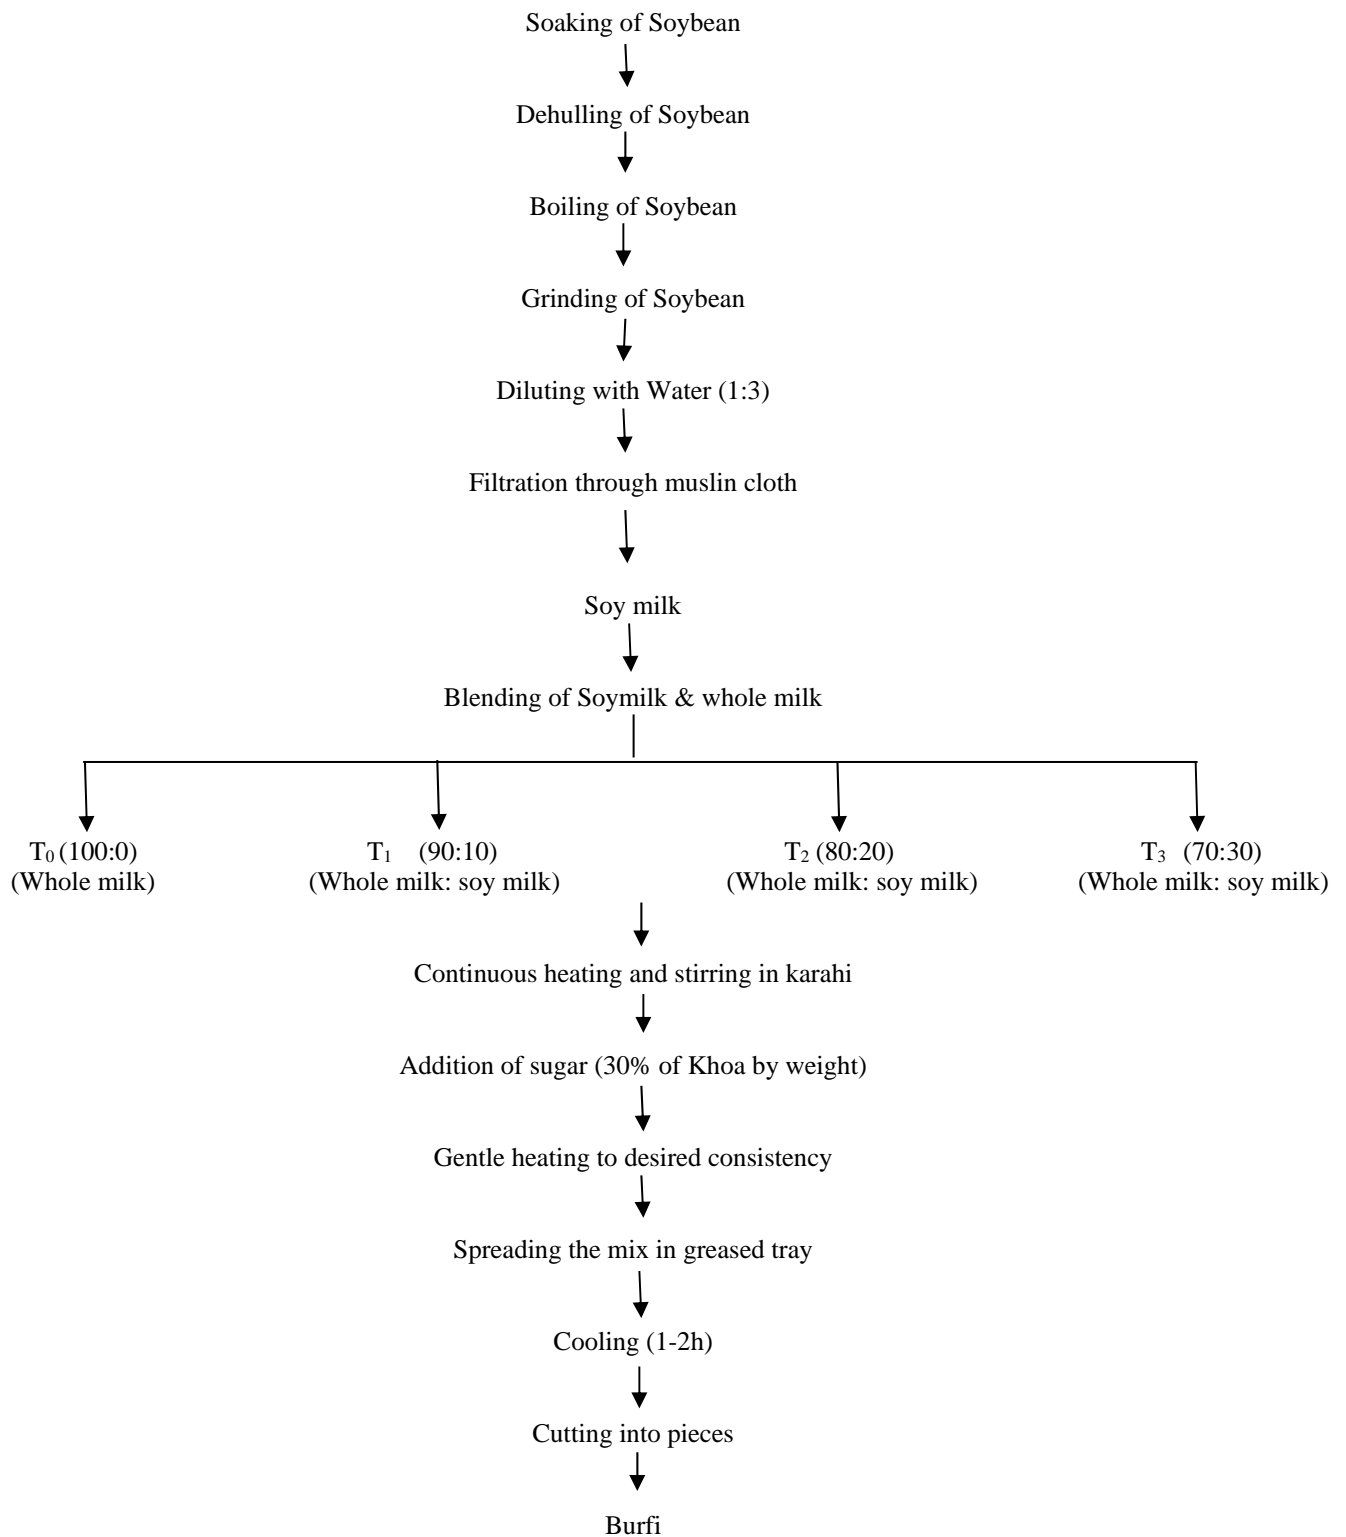 Soaking of Soybean
Dehulling of Soybean
Boiling of Soybean
Grinding of Soybean
Diluting with Water (1:3)
Filtration through muslin cloth
Soy milk
Blending of Soymilk & whole milk
T₀ (100:0)
(Whole milk)
T₁ (90:10)
(Whole milk: soy milk)
T₂ (80:20)
(Whole milk: soy milk)
T₃ (70:30)
(Whole milk: soy milk)
Continuous heating and stirring in karahi
Addition of sugar (30% of Khoa by weight)
Gentle heating to desired consistency
Spreading the mix in greased tray
Cooling (1-2h)
Cutting into pieces
Burfi